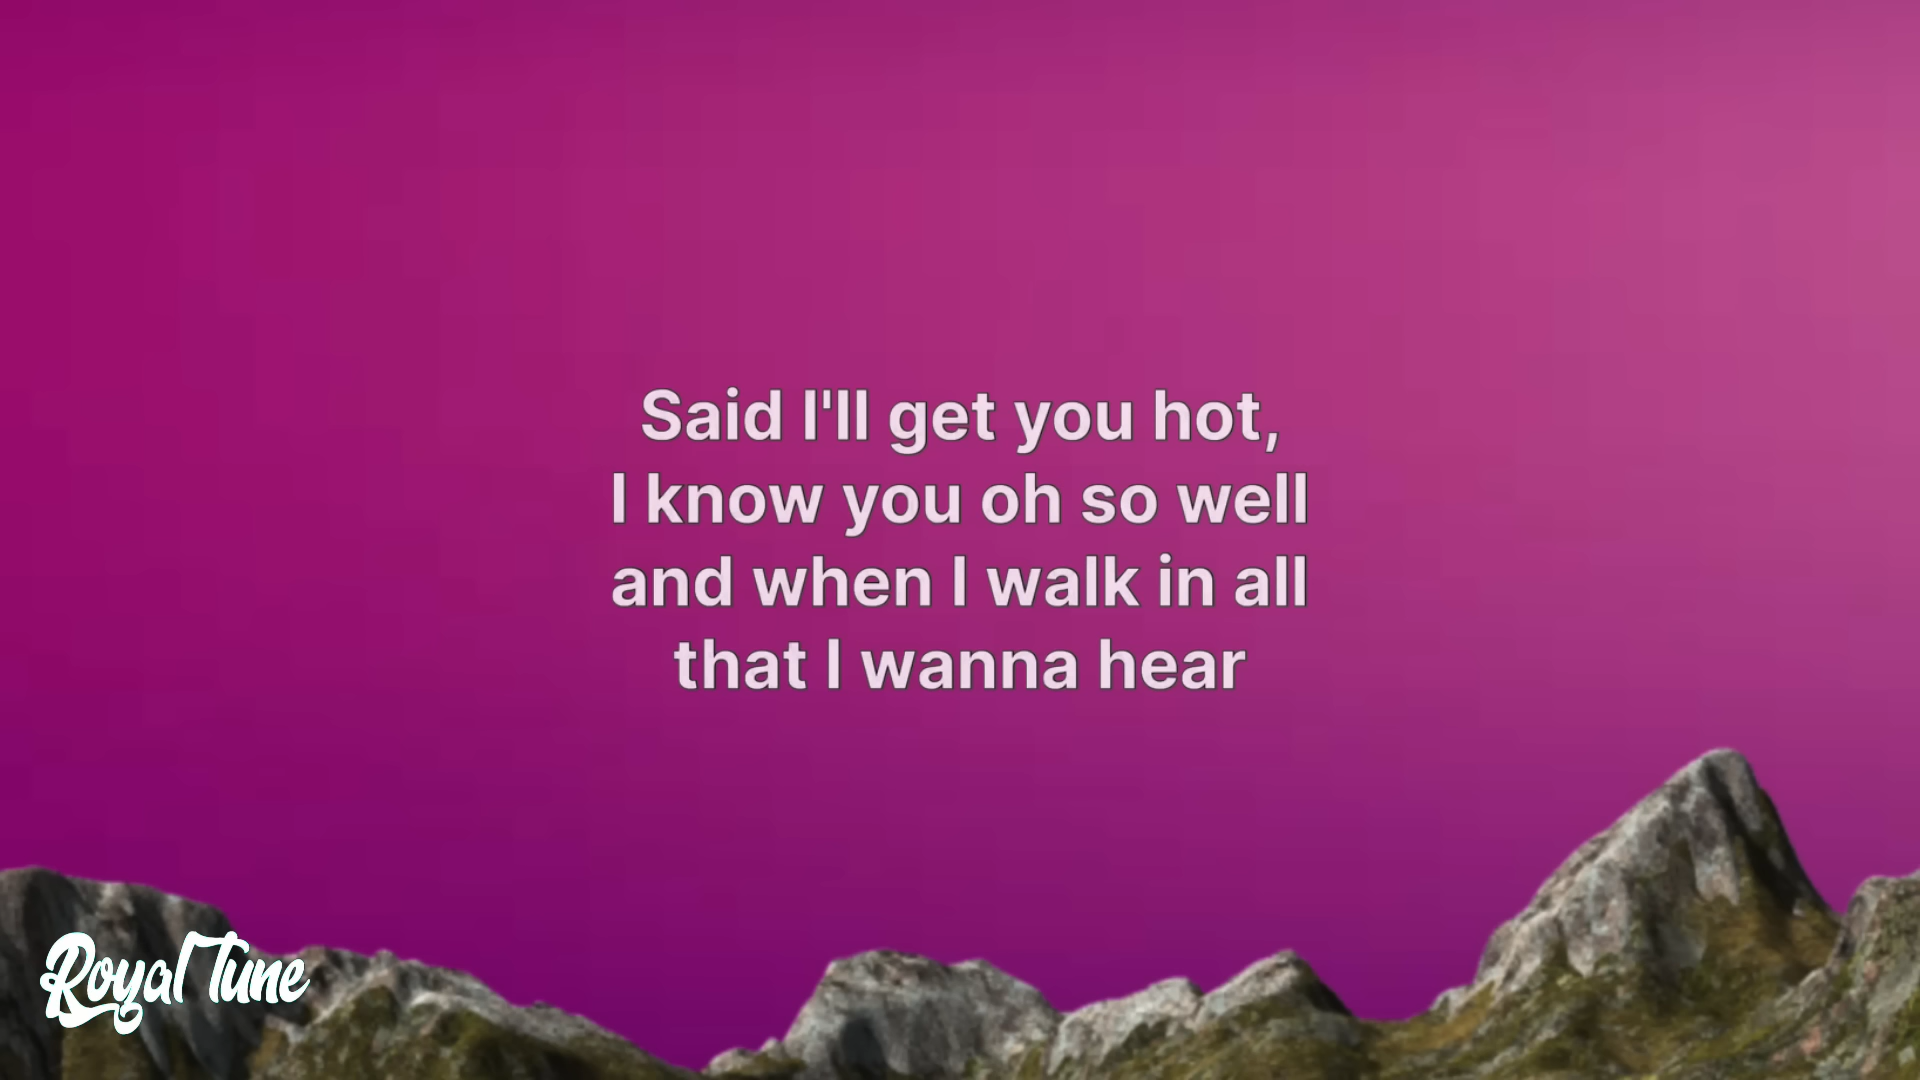 Said I'll get you hot,
I know you oh so well
and when I walk in all
that I wanna hear
Royal Tune